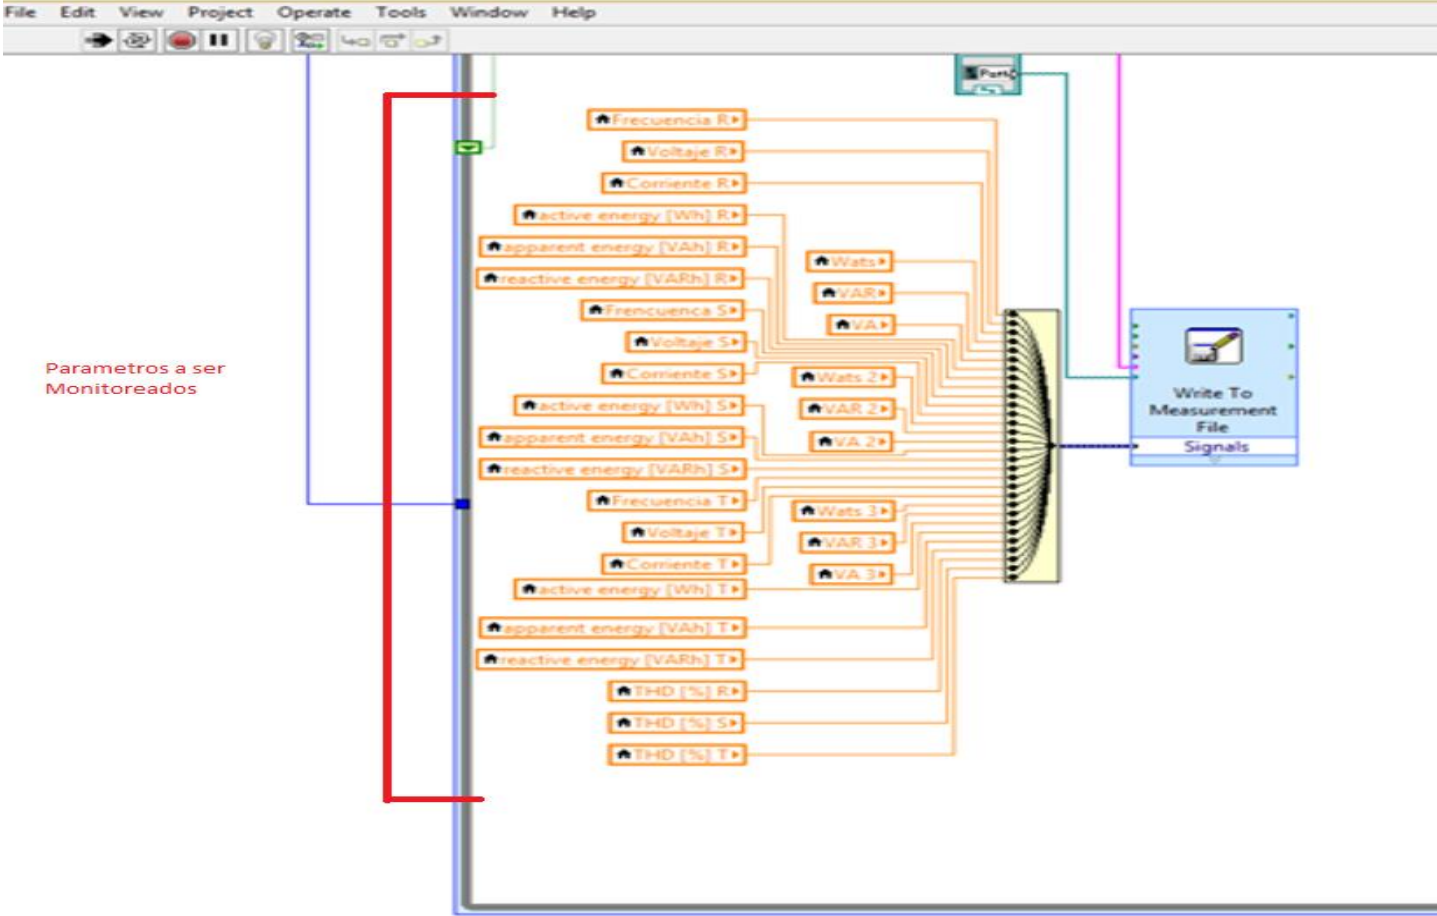 File Edit View Project Operate Tools Window Help
Path
Frecuencia R
Voltaje R
Corriente R
active energy [Wh] R
apparent energy [VAh] R
reactive energy [VARh] R
Frencuenca S
Voltaje S
Corriente S
active energy [Wh] S
apparent energy [VAh] S
reactive energy [VARh] S
Frecuencia T
Voltaje T
Corriente T
active energy [Wh] T
apparent energy [VAh] T
reactive energy [VARh] T
THD [%] R
THD [%] S
THD [%] T
Wats
VAR
VA
Wats 2
VAR 2
VA 2
Wats 3
VAR 3
VA 3
Parametros a ser
Monitoreados
Write To
Measurement
File
Signals